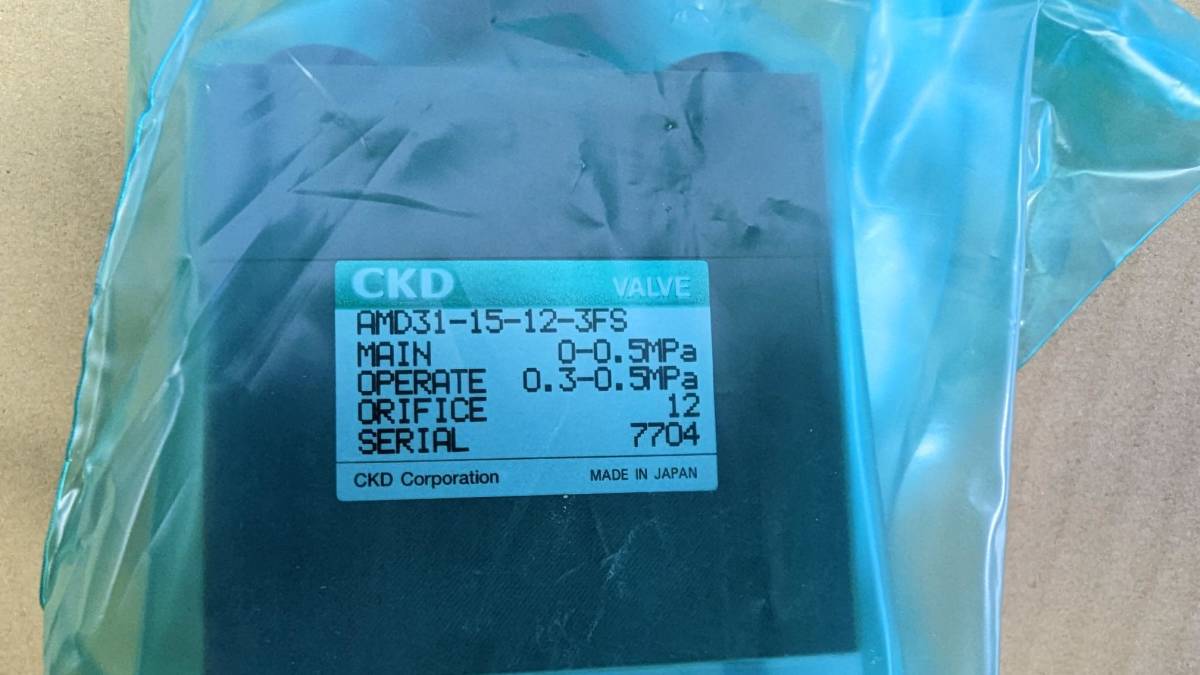 CKD VALVE
AMD31-15-12-3FS
MAIN 0-0.5MPa
OPERATE 0.3-0.5MPa
ORIFICE 12
SERIAL 7704
CKD Corporation MADE IN JAPAN